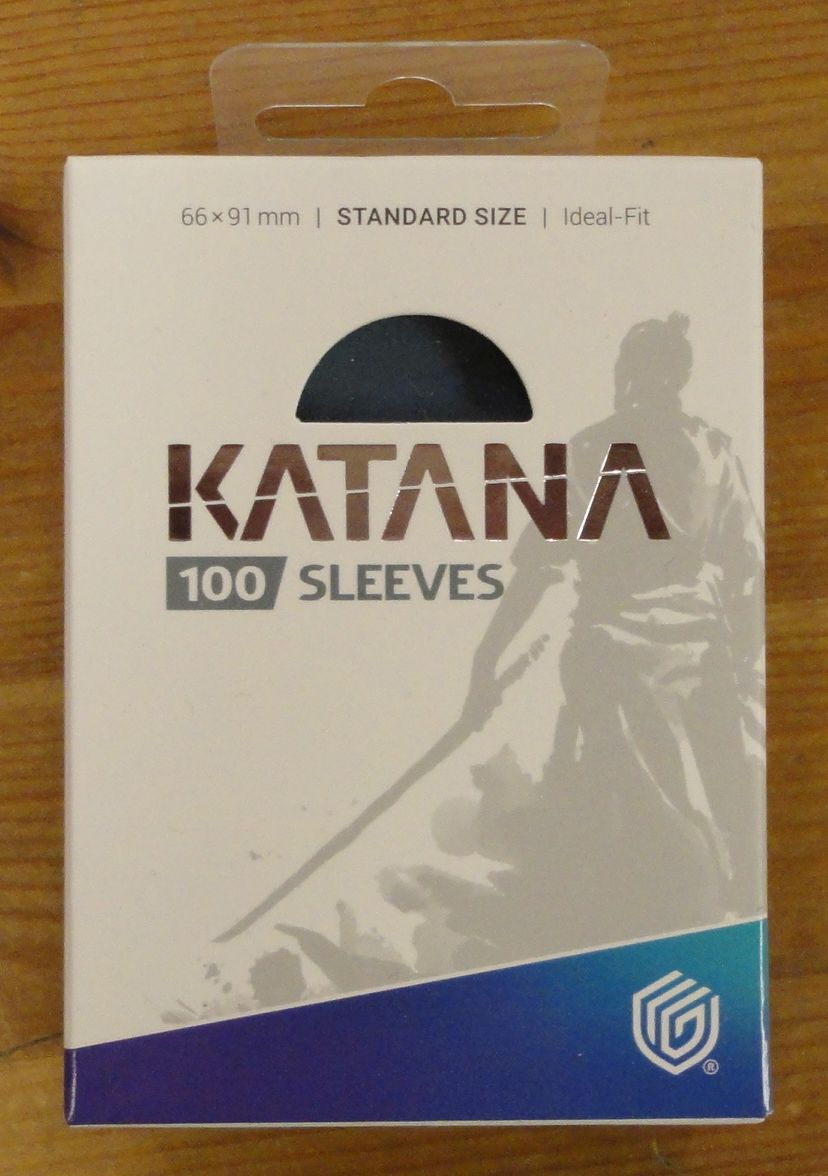 66×91 mm | STANDARD SIZE | Ideal-Fit
KATANA
100 SLEEVES
®